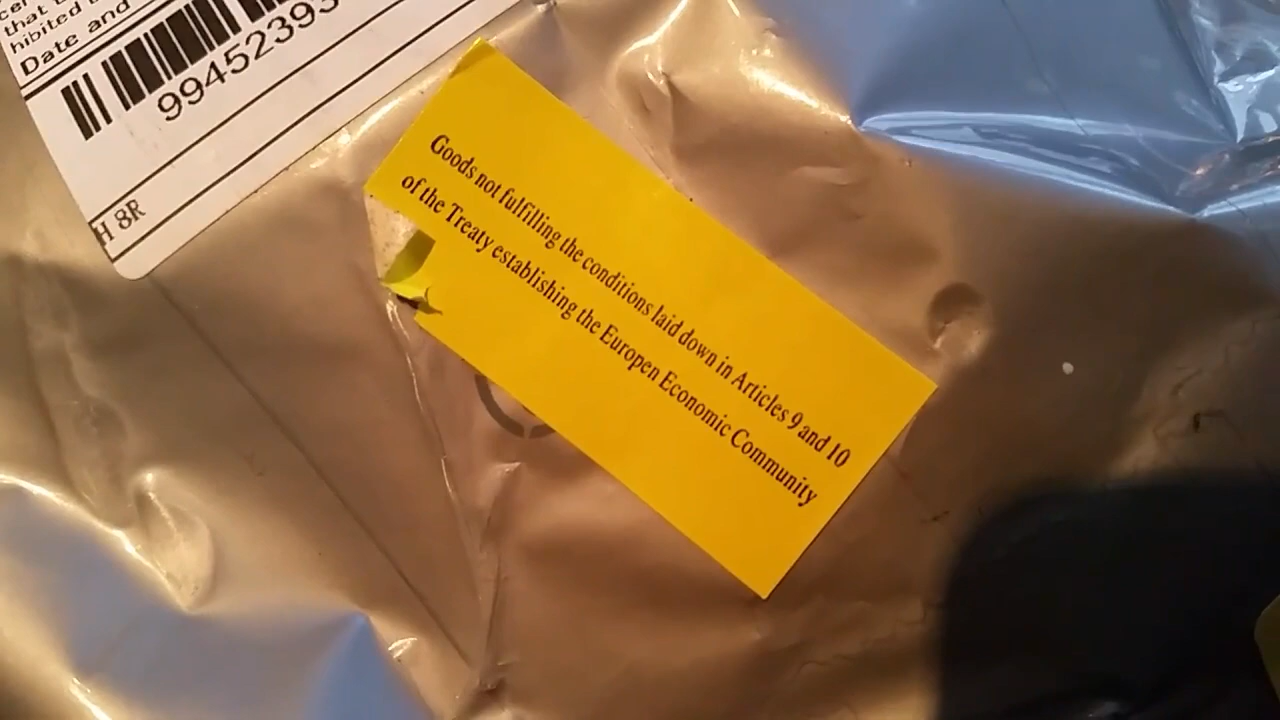 that
hibited
Date and
99452393
H 8R
Goods not fulfilling the conditions laid down in Articles 9 and 10
of the Treaty establishing the Europen Economic Community